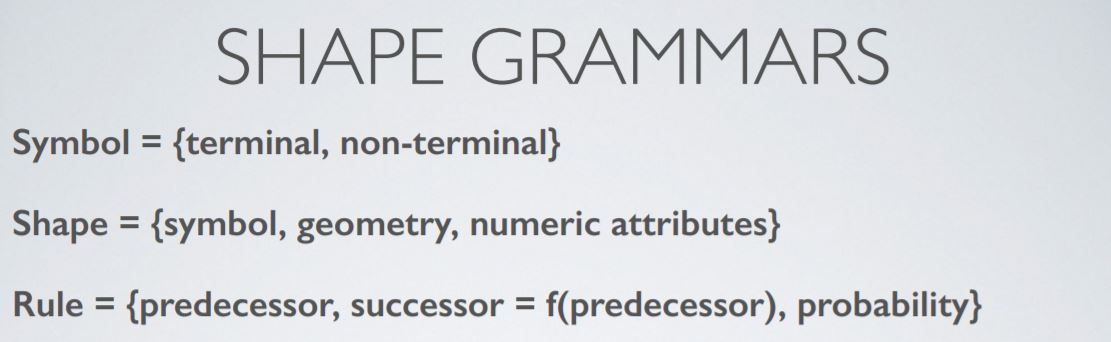 SHAPE GRAMMARS
Symbol = {terminal, non-terminal}
Shape = {symbol, geometry, numeric attributes}
Rule = {predecessor, successor = f(predecessor), probability}